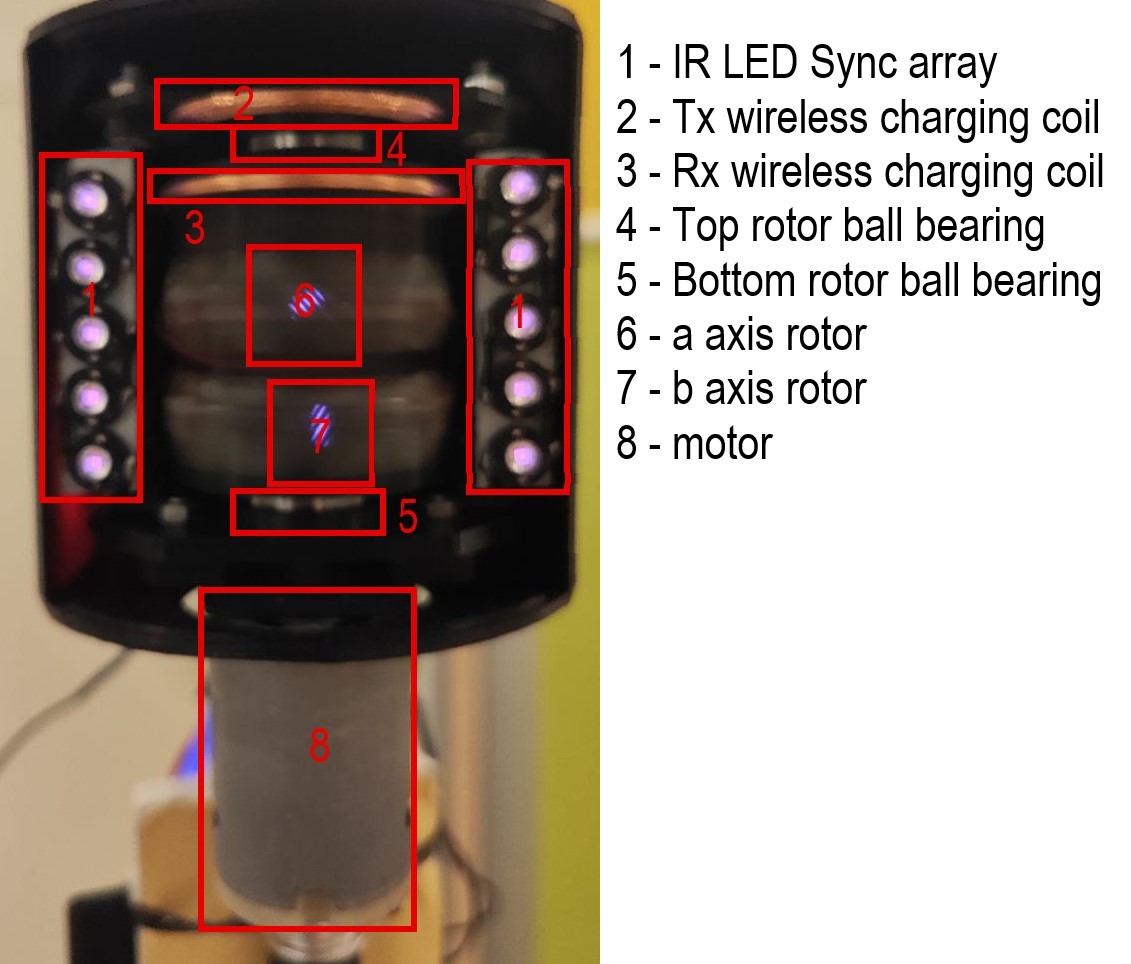 2
4
3
1
6
1
7
5
8
1 - IR LED Sync array
2 - Tx wireless charging coil
3 - Rx wireless charging coil
4 - Top rotor ball bearing
5 - Bottom rotor ball bearing
6 - a axis rotor
7 - b axis rotor
8 - motor